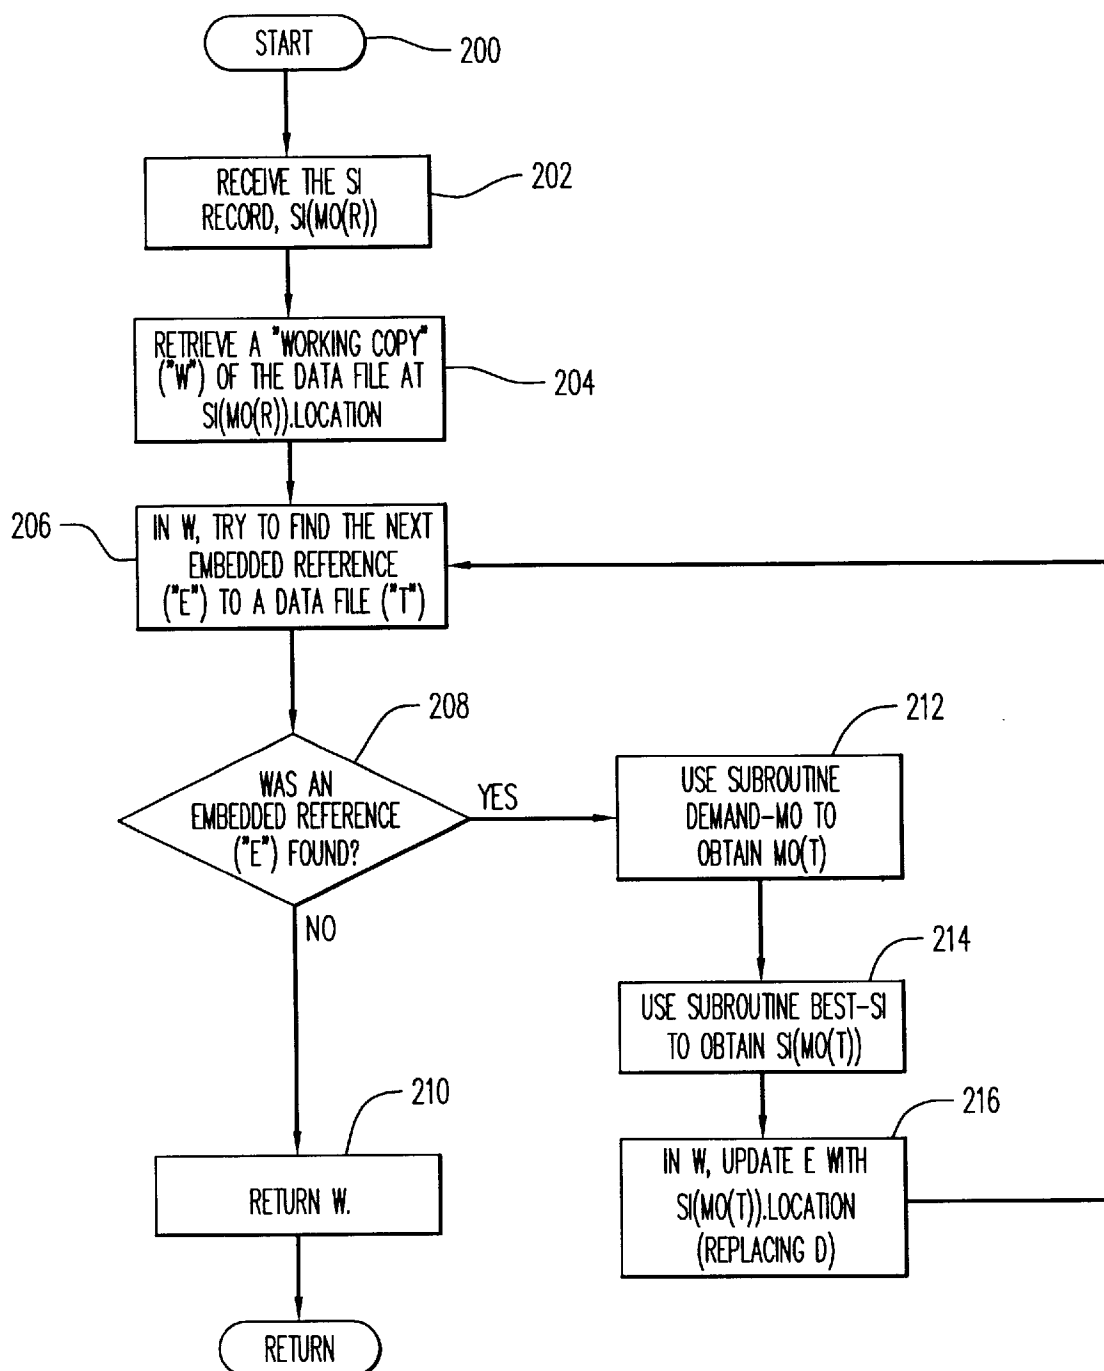 START
200
RECEIVE THE SI
RECORD, SI(MO(R))
202
RETRIEVE A "WORKING COPY"
("W") OF THE DATA FILE AT
SI(MO(R)).LOCATION
204
206
IN W, TRY TO FIND THE NEXT
EMBEDDED REFERENCE
("E") TO A DATA FILE ("T")
208
WAS AN
EMBEDDED REFERENCE
("E") FOUND?
YES
NO
212
USE SUBROUTINE
DEMAND-MO TO
OBTAIN MO(T)
214
USE SUBROUTINE BEST-SI
TO OBTAIN SI(MO(T))
216
IN W, UPDATE E WITH
SI(MO(T)).LOCATION
(REPLACING D)
210
RETURN W.
RETURN